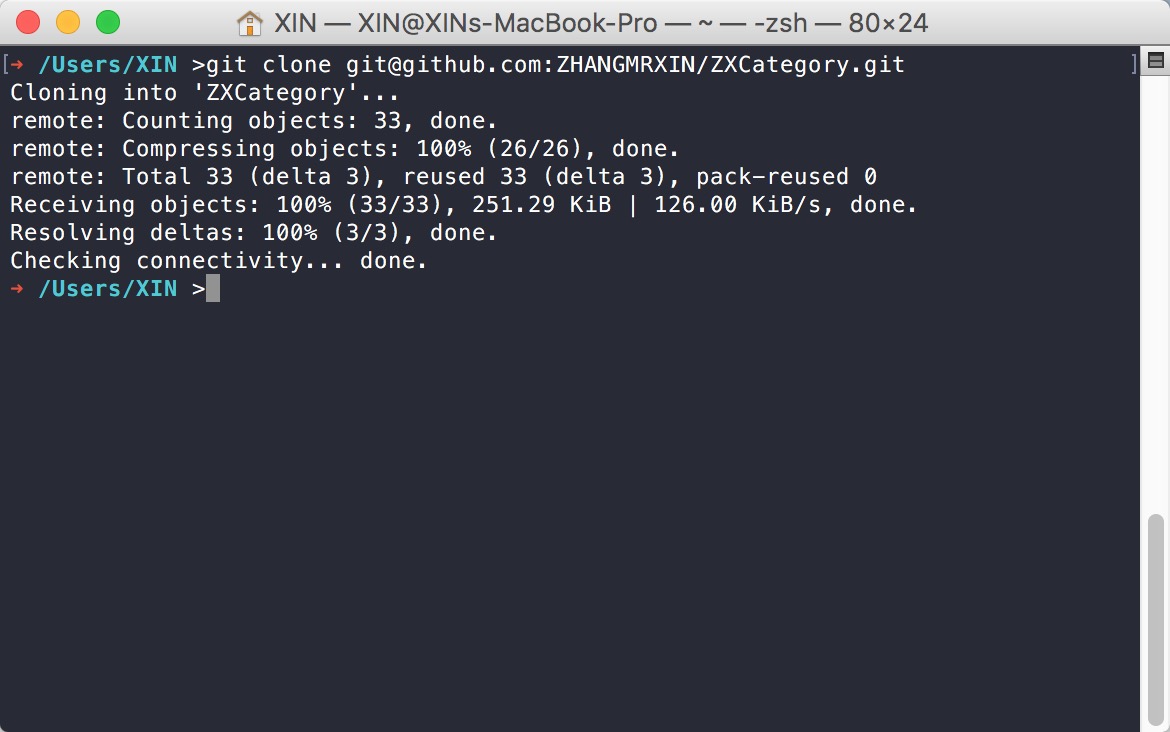 XIN — XIN@XINs-MacBook-Pro — ~ — -zsh — 80×24
[➜ /Users/XIN >git clone git@github.com:ZHANGMRXIN/ZXCategory.git ]
Cloning into 'ZXCategory'...
remote: Counting objects: 33, done.
remote: Compressing objects: 100% (26/26), done.
remote: Total 33 (delta 3), reused 33 (delta 3), pack-reused 0
Receiving objects: 100% (33/33), 251.29 KiB | 126.00 KiB/s, done.
Resolving deltas: 100% (3/3), done.
Checking connectivity... done.
➜ /Users/XIN >